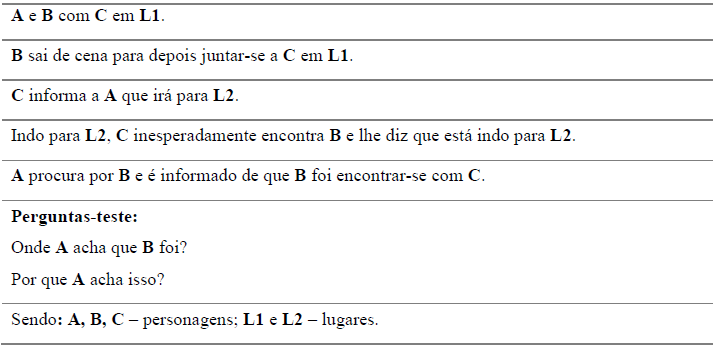 A e B com C em L1.
B sai de cena para depois juntar-se a C em L1.
C informa a A que irá para L2.
Indo para L2, C inesperadamente encontra B e lhe diz que está indo para L2.
A procura por B e é informado de que B foi encontrar-se com C.
Perguntas-teste:
Onde A acha que B foi?
Por que A acha isso?
Sendo: A, B, C – personagens; L1 e L2 – lugares.